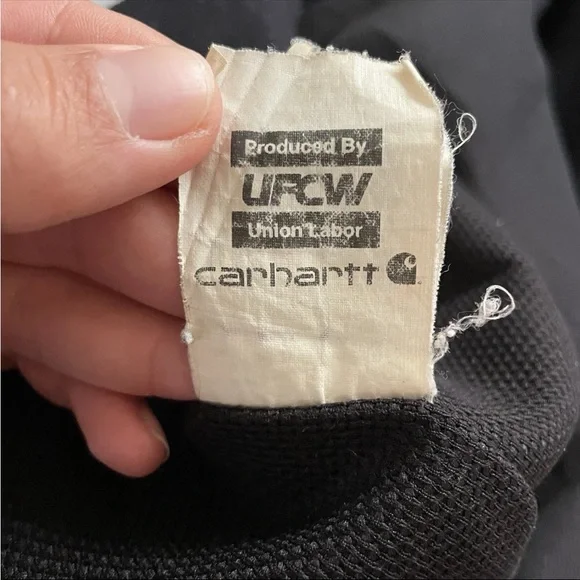 Produced By
UFCW
Union Labor
carhartt